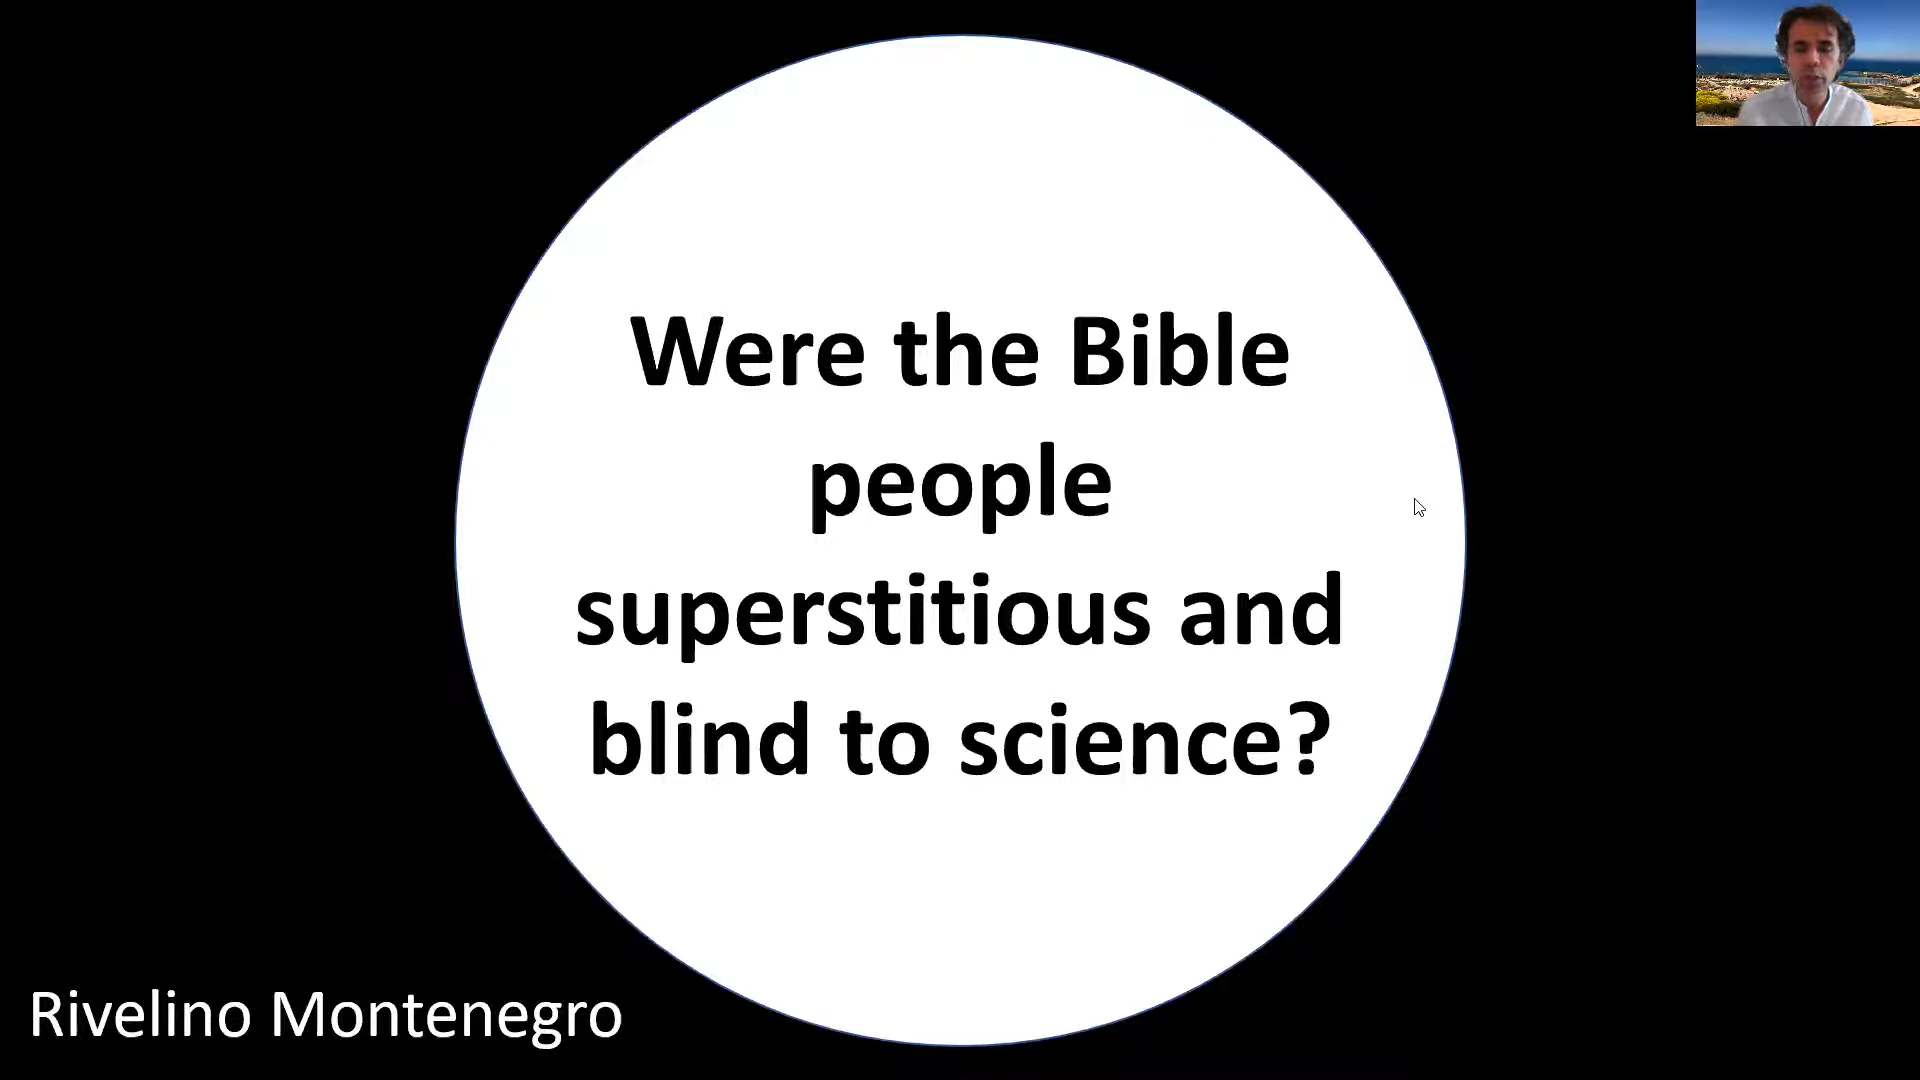 Were the Bible
people
superstitious and
blind to science?
Rivelino Montenegro